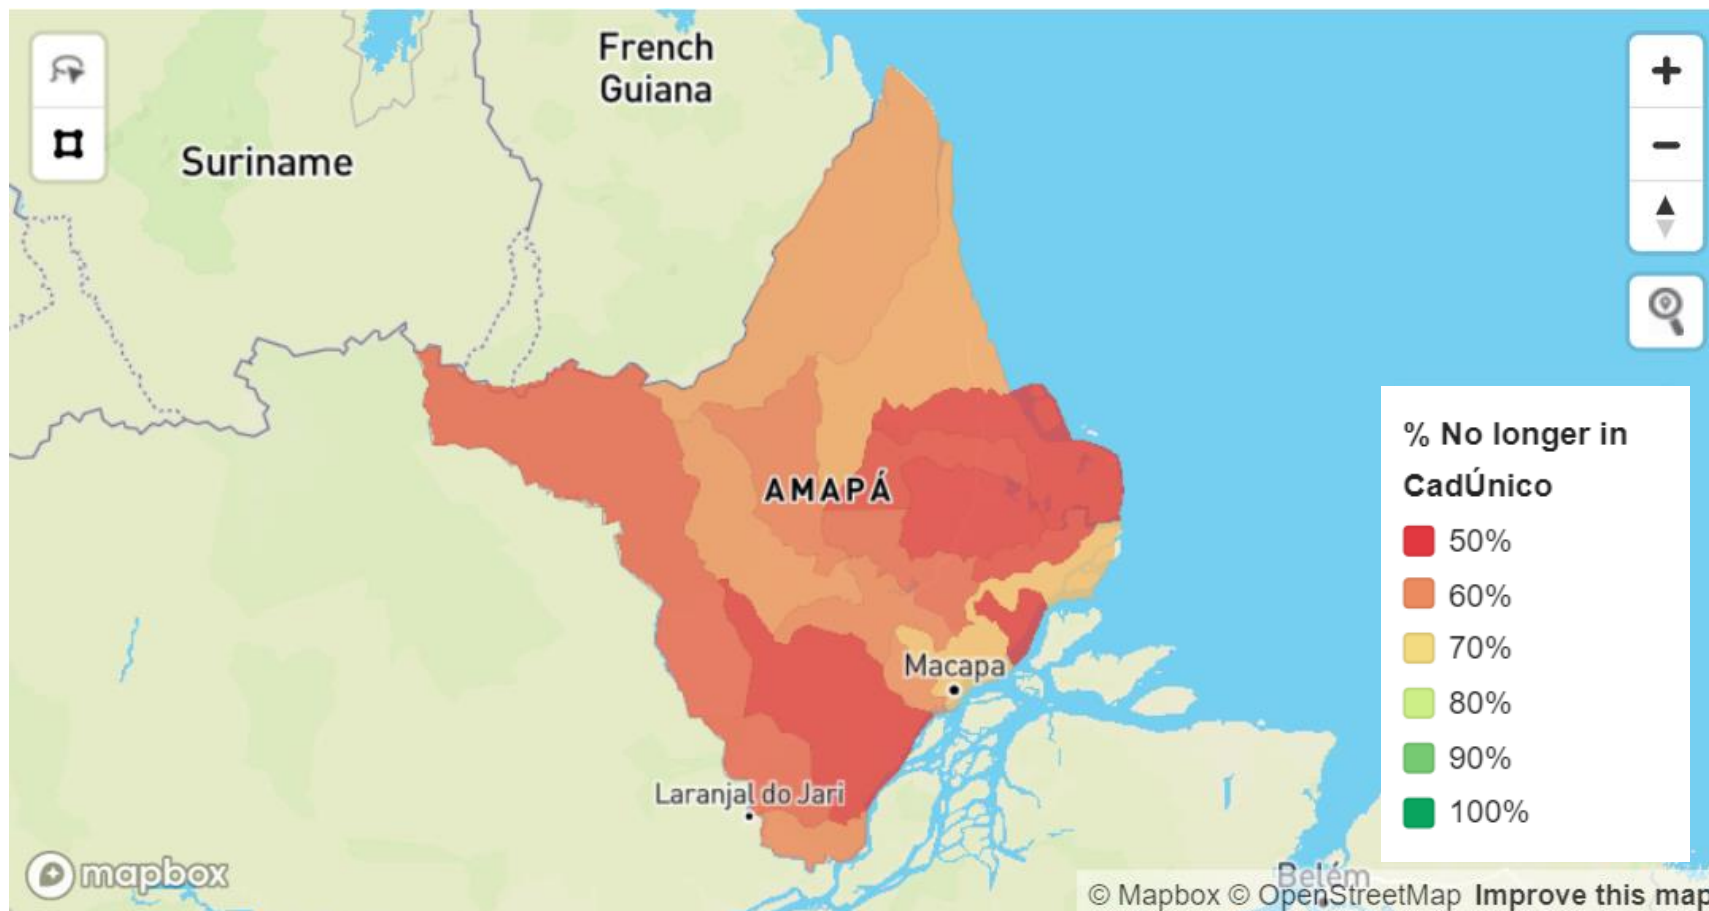 French
Guiana
Suriname
AMAPÁ
Macapa
Laranjal do Jari
% No longer in
CadÚnico
50%
60%
70%
80%
90%
100%
Belém
mapbox
© Mapbox © OpenStreetMap Improve this map